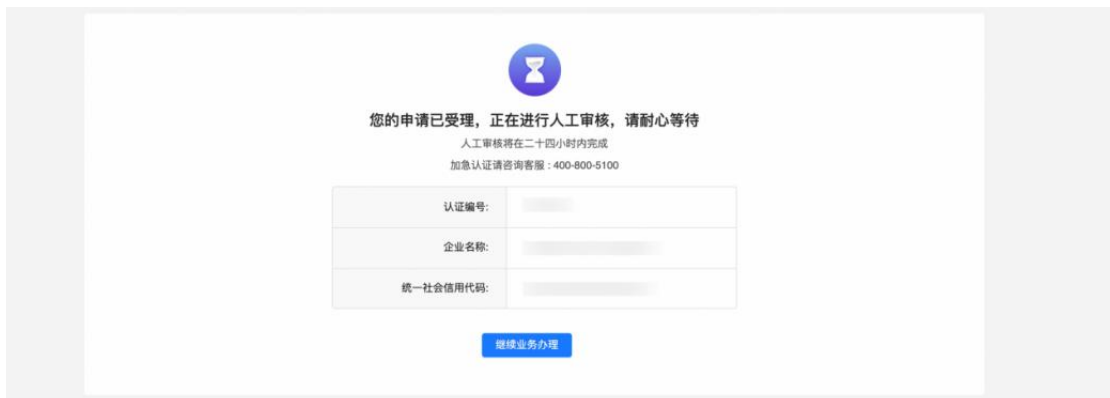 您的申请已受理，正在进行人工审核，请耐心等待
人工审核将在二十四小时内完成
加急认证请咨询客服：400-800-5100
认证编号:
企业名称:
统一社会信用代码:
继续业务办理